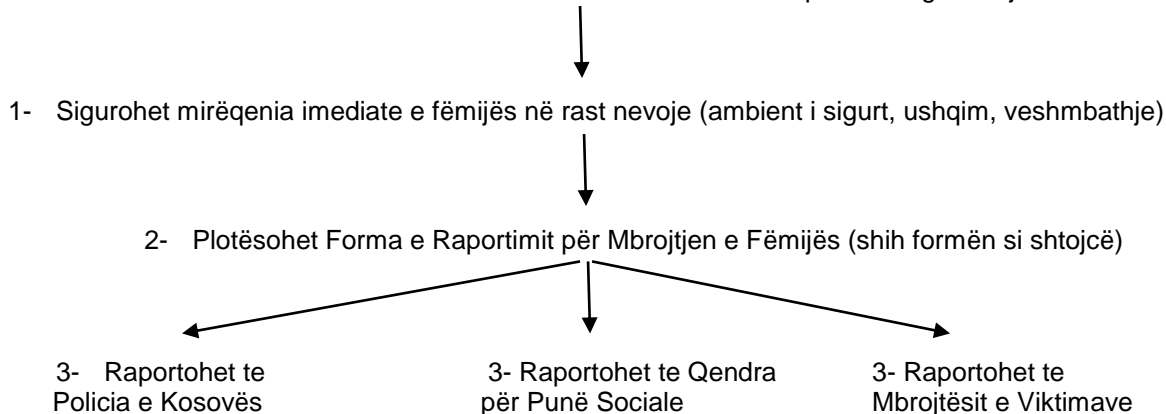 1- Sigurohet mirëqenia imediate e fëmijës në rast nevoje (ambient i sigurt, ushqim, veshmbathje)
2- Plotësohet Forma e Raportimit për Mbrojtjen e Fëmijës (shih formën si shtojcë)
3- Raportohet te Policia e Kosovës
3- Raportohet te Qendra për Punë Sociale
3- Raportohet te Mbrojtësit e Viktimave